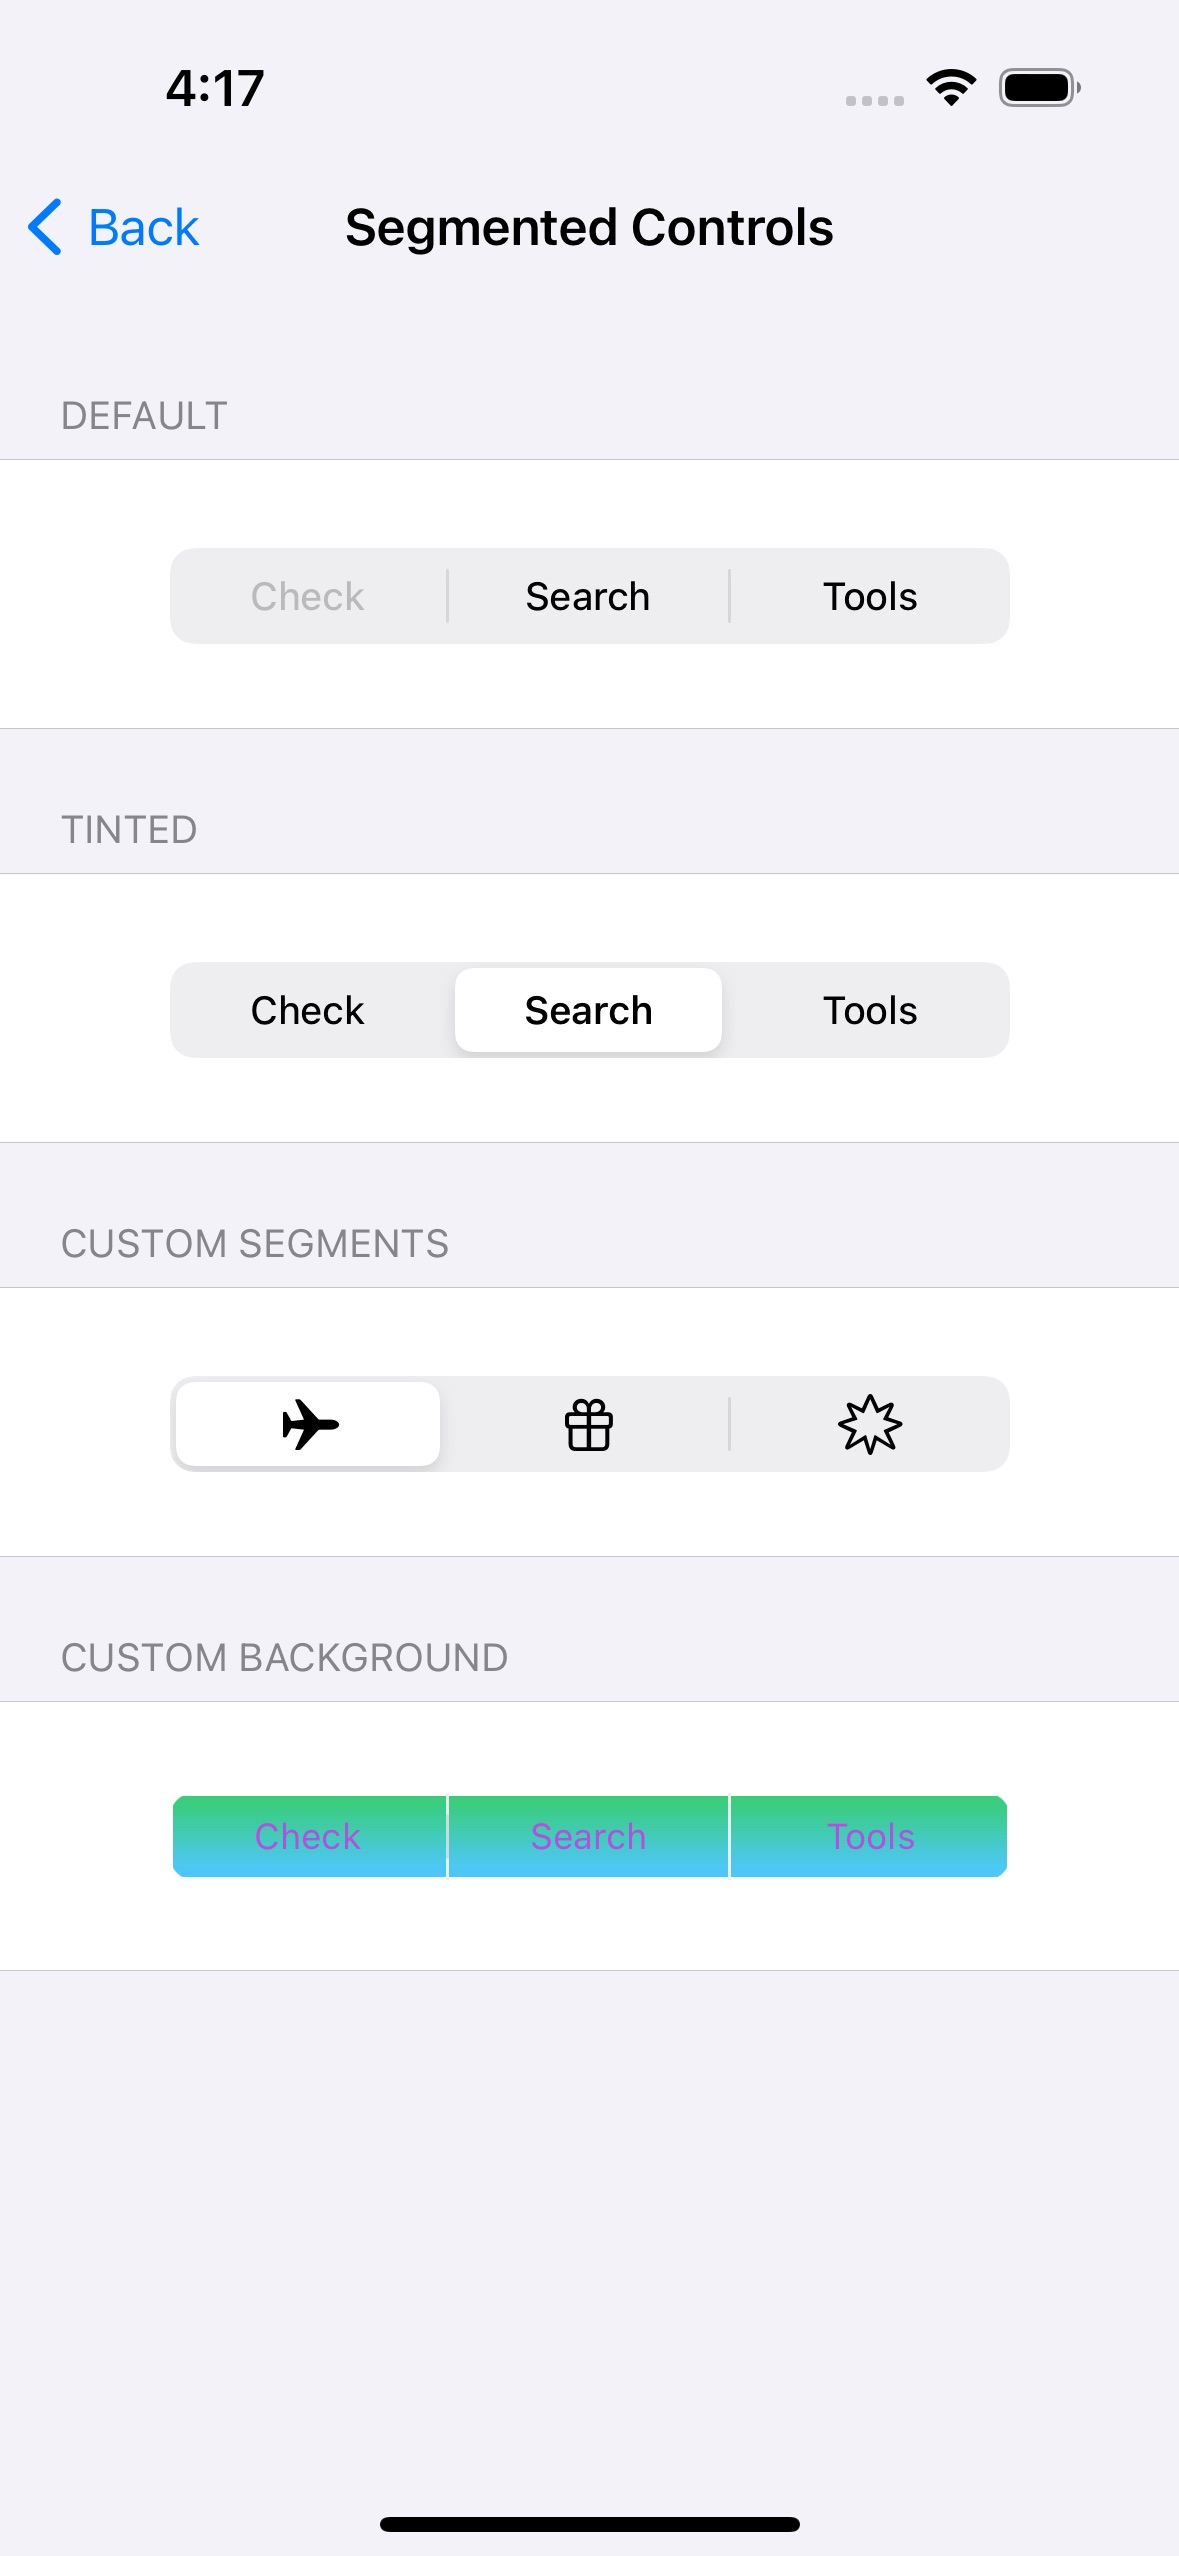 4:17
Back Segmented Controls
DEFAULT
Check Search Tools
TINTED
Check Search Tools
CUSTOM SEGMENTS
CUSTOM BACKGROUND
Check Search Tools